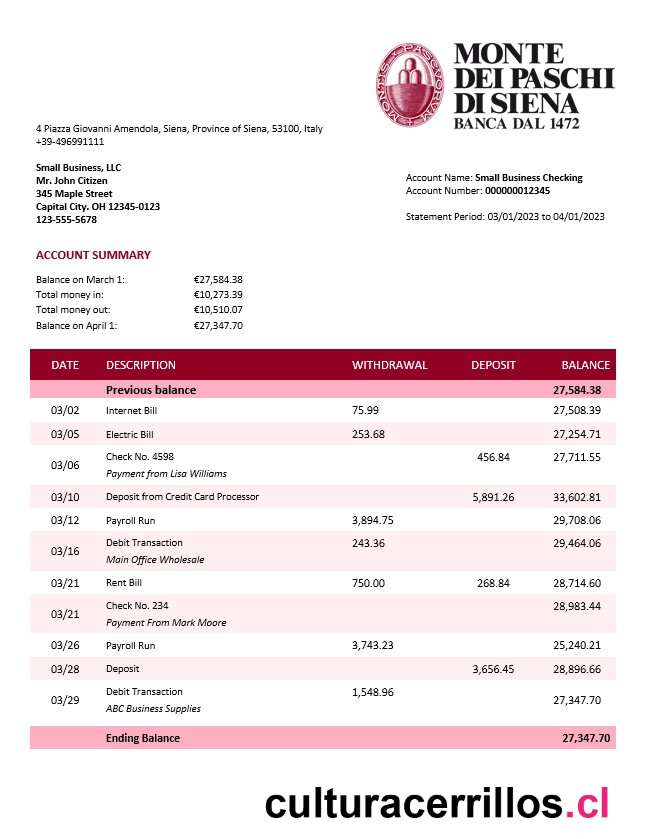 MONTE
DEI PASCHI
DI SIENA
BANCA DAL 1472
4 Piazza Giovanni Amendola, Siena, Province of Siena, 53100, Italy
+39-496991111
Small Business, LLC
Mr. John Citizen
345 Maple Street
Capital City. OH 12345-0123
123-555-5678
Account Name: Small Business Checking
Account Number: 000000012345
Statement Period: 03/01/2023 to 04/01/2023
ACCOUNT SUMMARY
Balance on March 1: €27,584.38
Total money in: €10,273.39
Total money out: €10,510.07
Balance on April 1: €27,347.70
DATE DESCRIPTION WITHDRAWAL DEPOSIT BALANCE
Previous balance 27,584.38
03/02 Internet Bill 75.99 27,508.39
03/05 Electric Bill 253.68 27,254.71
03/06 Check No. 4598 456.84 27,711.55
Payment from Lisa Williams
03/10 Deposit from Credit Card Processor 5,891.26 33,602.81
03/12 Payroll Run 3,894.75 29,708.06
03/16 Debit Transaction 243.36 29,464.06
Main Office Wholesale
03/21 Rent Bill 750.00 268.84 28,714.60
03/21 Check No. 234 28,983.44
Payment From Mark Moore
03/26 Payroll Run 3,743.23 25,240.21
03/28 Deposit 3,656.45 28,896.66
03/29 Debit Transaction 1,548.96 27,347.70
ABC Business Supplies
Ending Balance 27,347.70
culturacerrillos.cl